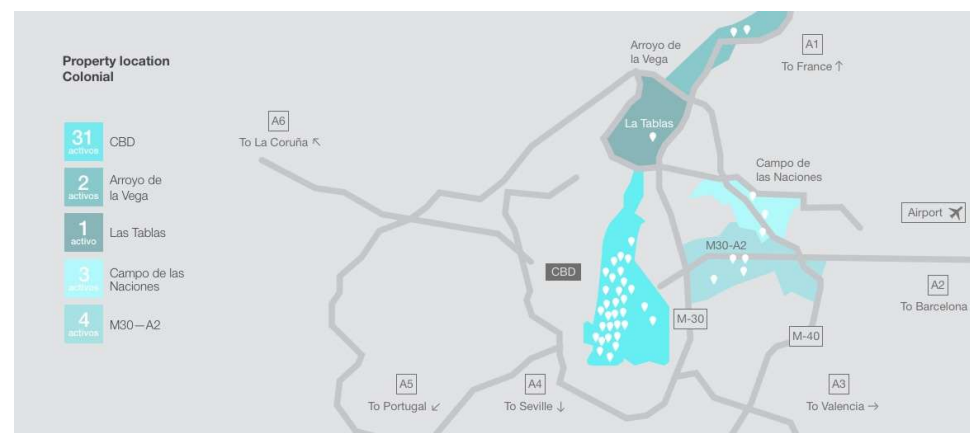 Property location
Colonial
31
activos
CBD
2
activos
Arroyo de
la Vega
1
activo
Las Tablas
3
activos
Campo de las
Naciones
4
activos
M30—A2
A6
To La Coruña ↖
Arroyo de
la Vega
A1
To France ↑
La Tablas
Campo de
las Naciones
Airport
M30-A2
CBD
A2
To Barcelona
M-30
M-40
A5
To Portugal ↙
A4
To Seville ↓
A3
To Valencia →